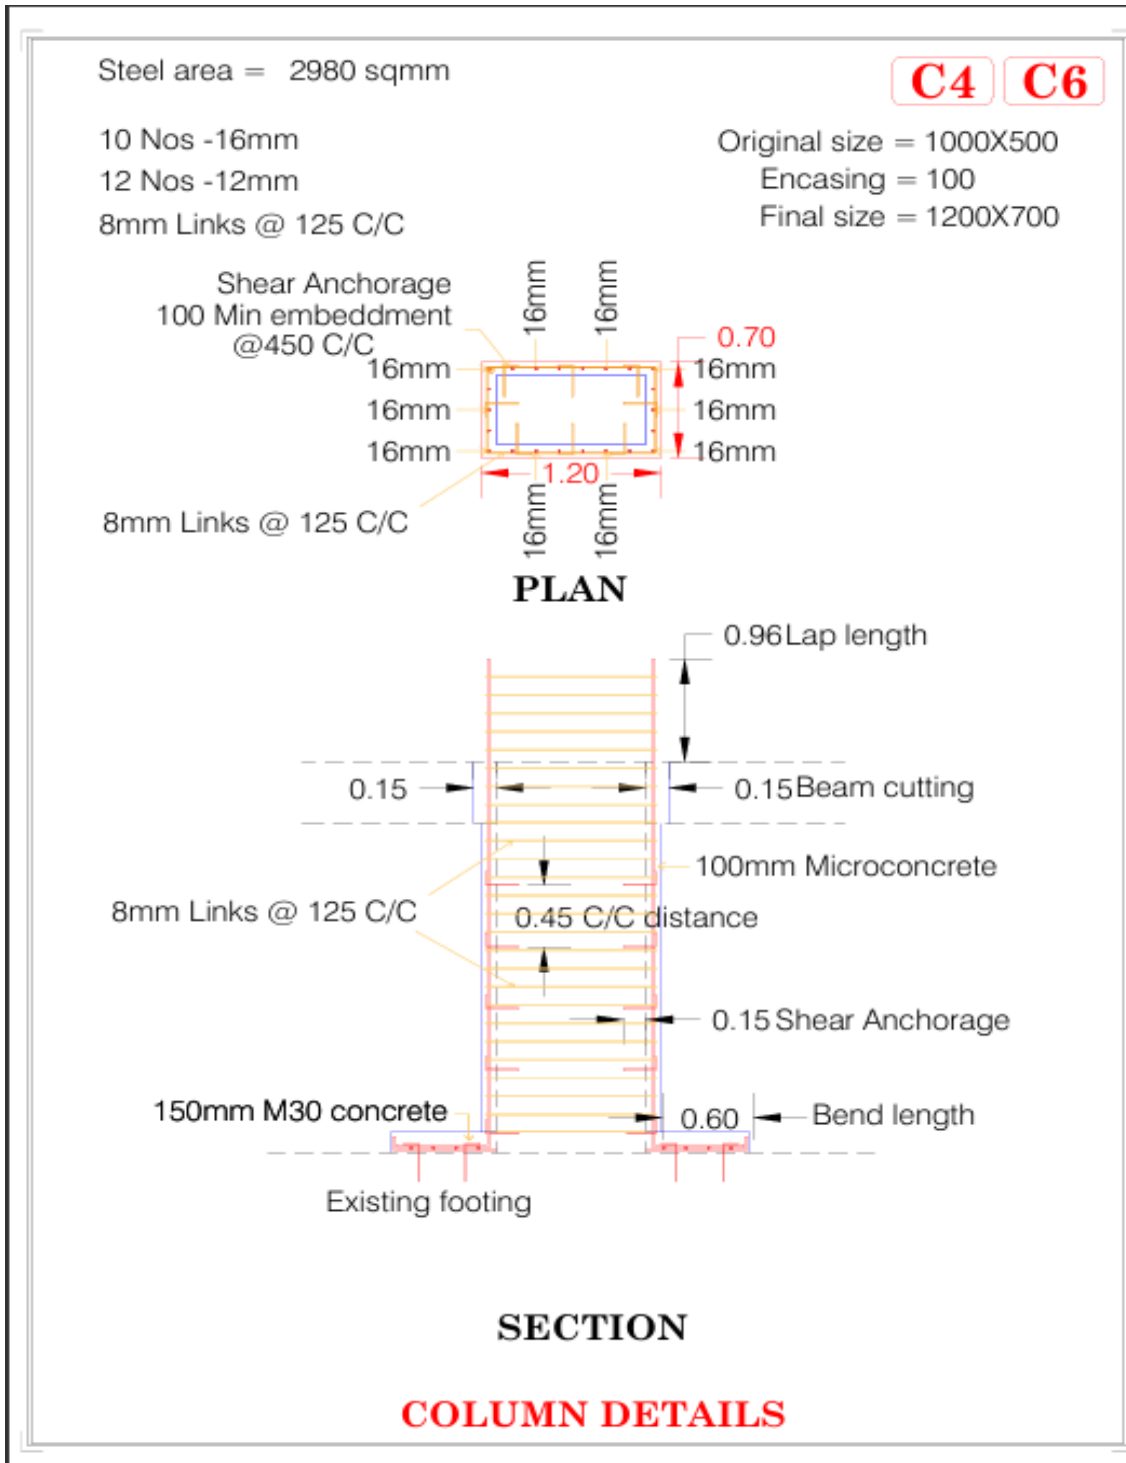 Steel area = 2980 sqmm
C4 C6
10 Nos -16mm
12 Nos -12mm
8mm Links @ 125 C/C
Original size = 1000X500
Encasing = 100
Final size = 1200X700
Shear Anchorage
100 Min embeddment
@450 C/C
16mm
16mm
0.70
16mm
16mm
16mm
16mm
16mm
16mm
1.20
16mm
16mm
8mm Links @ 125 C/C
PLAN
0.96 Lap length
0.15
0.15 Beam cutting
100mm Microconcrete
8mm Links @ 125 C/C
0.45 C/C distance
0.15 Shear Anchorage
150mm M30 concrete
0.60
Bend length
Existing footing
SECTION
COLUMN DETAILS